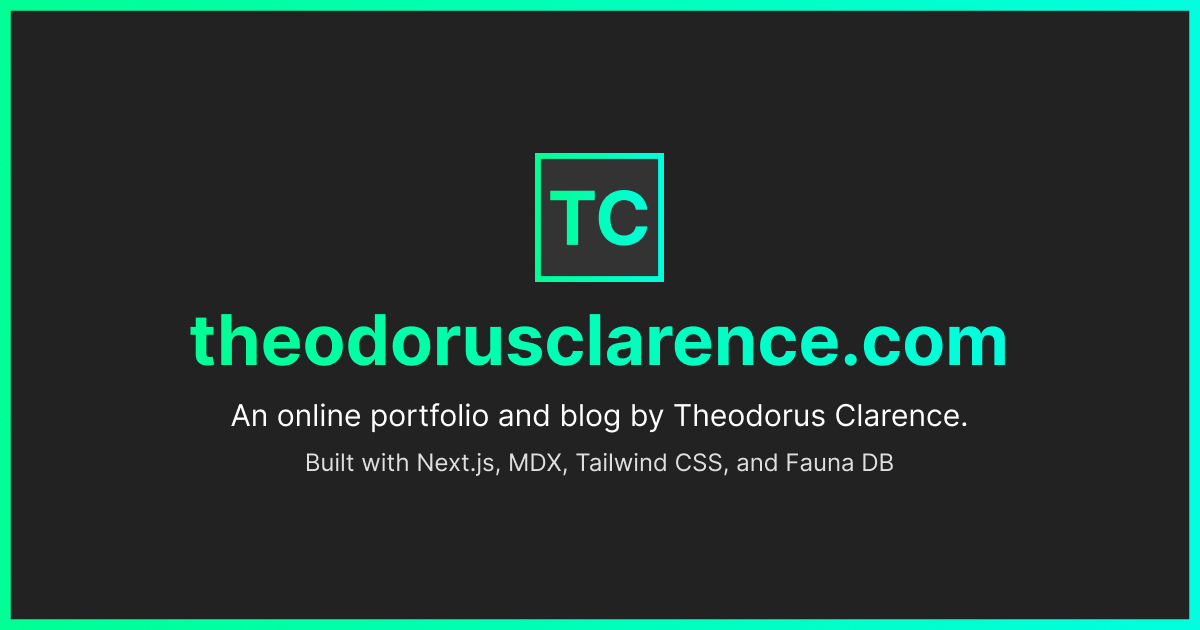 TC
theodorusclarence.com
An online portfolio and blog by Theodorus Clarence.
Built with Next.js, MDX, Tailwind CSS, and Fauna DB